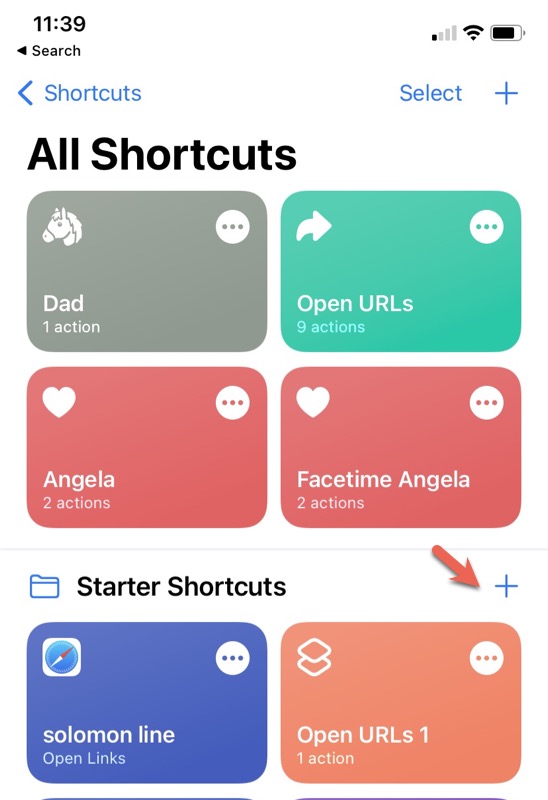 11:39
◀ Search
Shortcuts
Select
All Shortcuts
Dad
1 action
Open URLs
9 actions
Angela
2 actions
Facetime Angela
2 actions
Starter Shortcuts
solomon line
Open Links
Open URLs 1
1 action